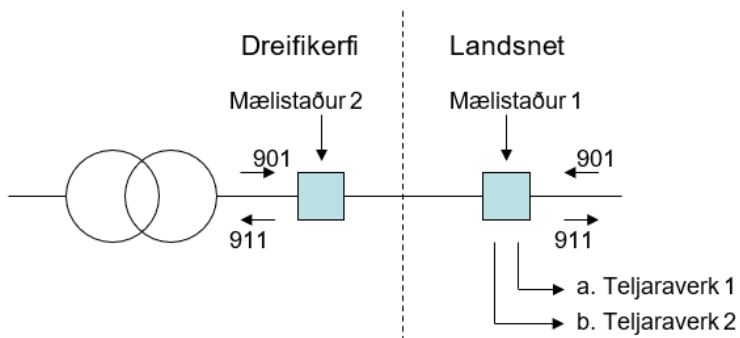 Dreifikerfi
Landsnet
Mælistaður 2
Mælistaður 1
901
901
911
911
a. Teljaraverk 1
b. Teljaraverk 2